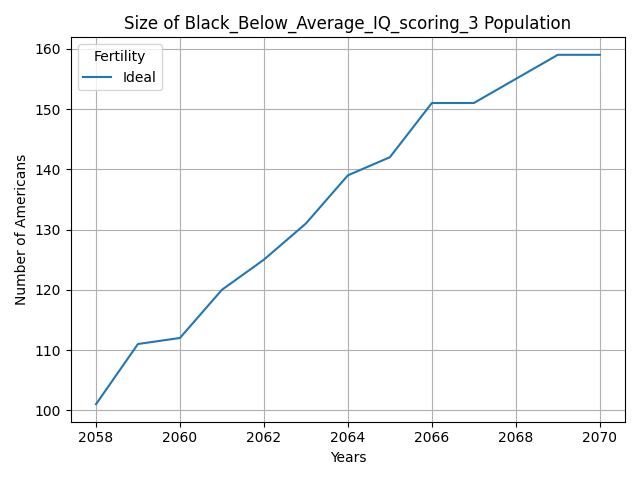 Size of Black_Below_Average_IQ_scoring_3 Population
Fertility
Ideal
Number of Americans
160
150
140
130
120
110
100
2058 2060 2062 2064 2066 2068 2070
Years